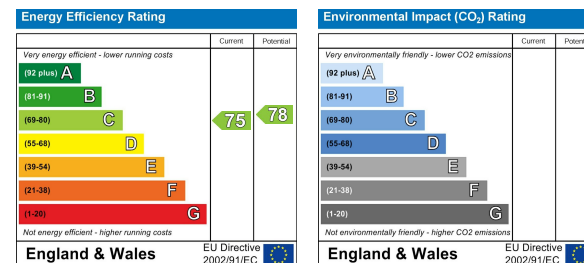 Energy Efficiency Rating
Current Potential
Very energy efficient - lower running costs
(92 plus) A
(81-91) B
(69-80) C
(55-68) D
(39-54) E
(21-38) F
(1-20) G
75 78
Not energy efficient - higher running costs
England & Wales
EU Directive
2002/91/EC
Environmental Impact (CO₂) Rating
Current Potent
Very environmentally friendly - lower CO2 emissions
(92 plus) A
(81-91) B
(69-80) C
(55-68) D
(39-54) E
(21-38) F
(1-20) G
Not environmentally friendly - higher CO2 emissions
England & Wales
EU Directive
2002/91/EC